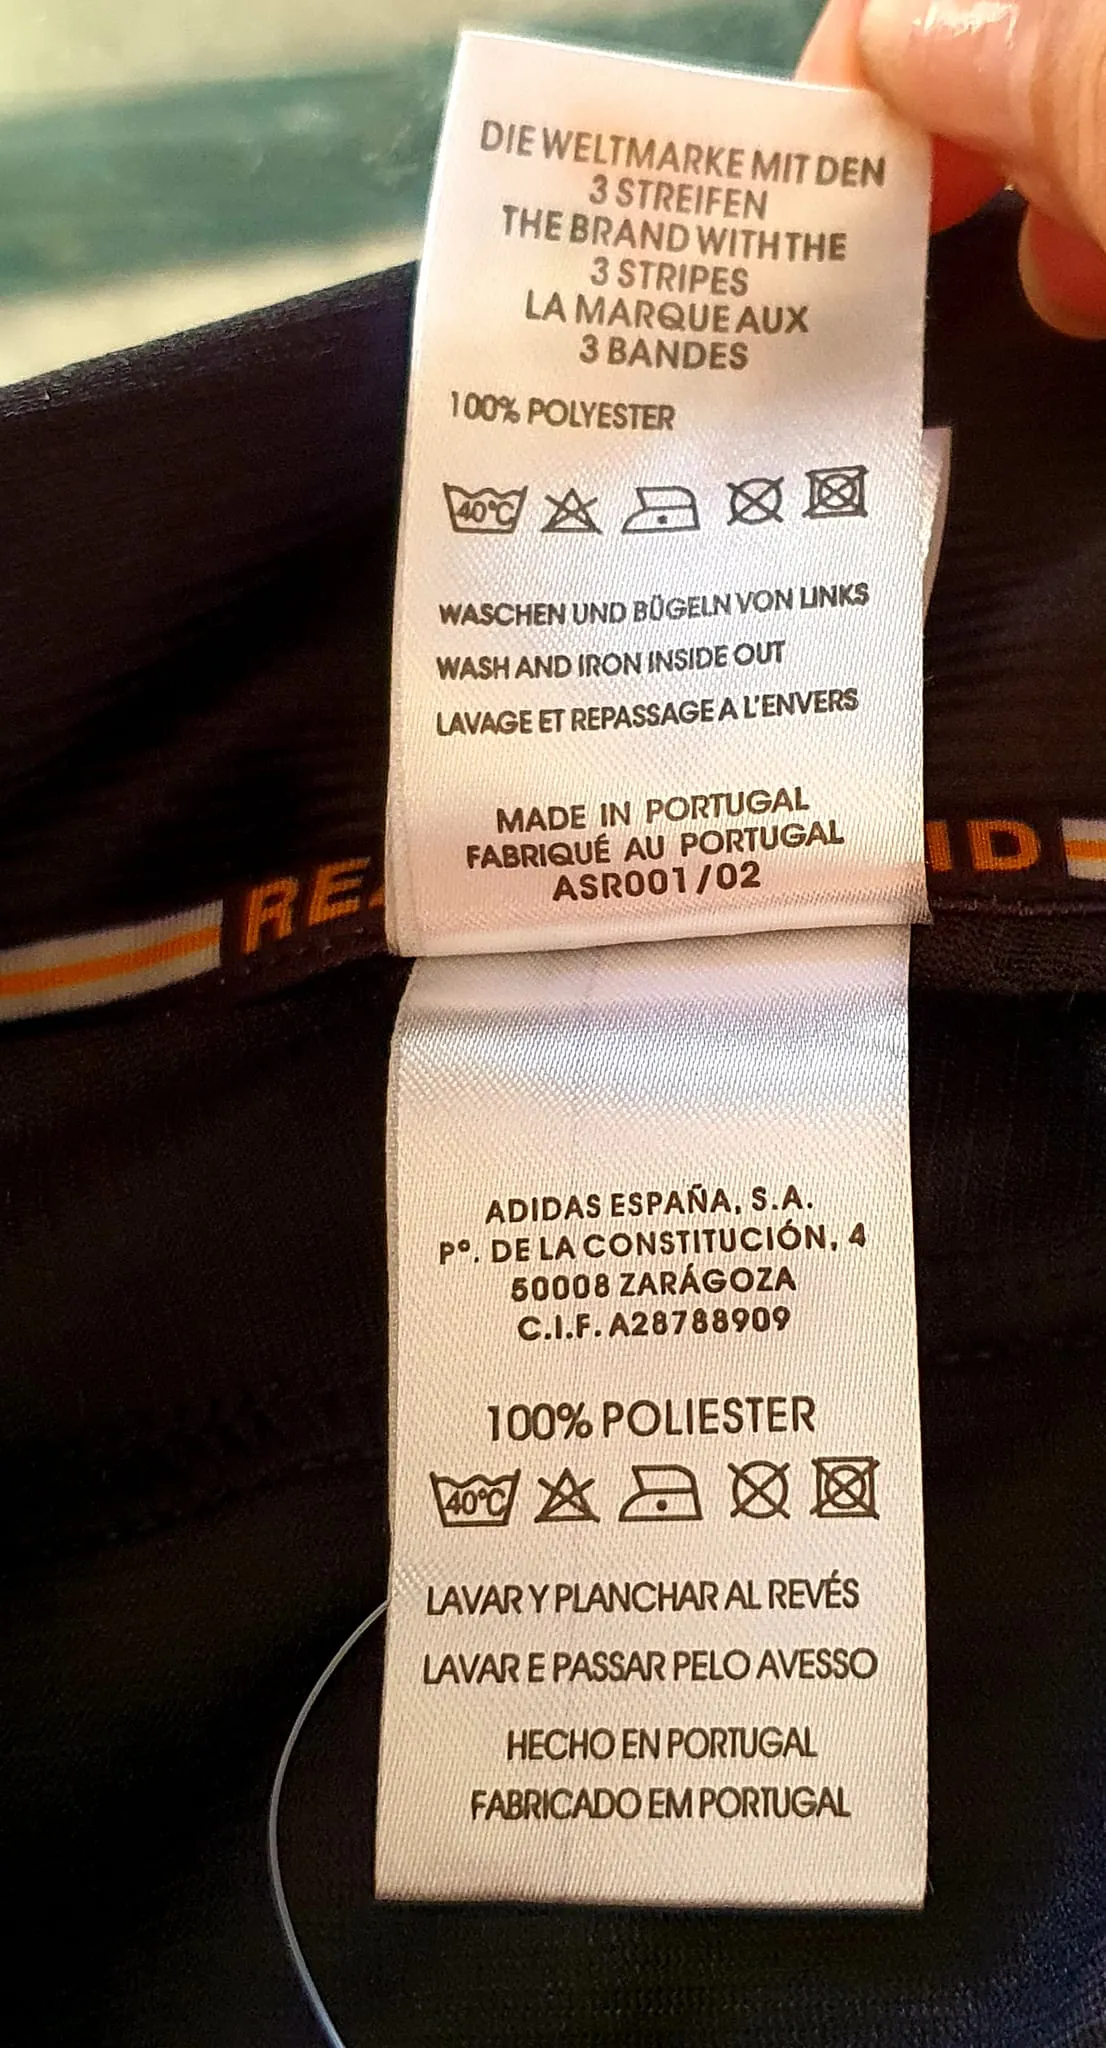 DIE WELTMARKE MIT DEN
3 STREIFEN
THE BRAND WITH THE
3 STRIPES
LA MARQUE AUX
3 BANDES
100% POLYESTER
40°C
WASCHEN UND BÜGELN VON LINKS
WASH AND IRON INSIDE OUT
LAVAGE ET REPASSAGE A L'ENVERS
MADE IN PORTUGAL
FABRIQUÉ AU PORTUGAL
ASR001/02
ADIDAS ESPAÑA, S.A.
Pº. DE LA CONSTITUCIÓN, 4
50008 ZARÁGOZA
C.I.F. A28788909
100% POLIESTER
40°C
LAVAR Y PLANCHAR AL REVÉS
LAVAR E PASSAR PELO AVESSO
HECHO EN PORTUGAL
FABRICADO EM PORTUGAL